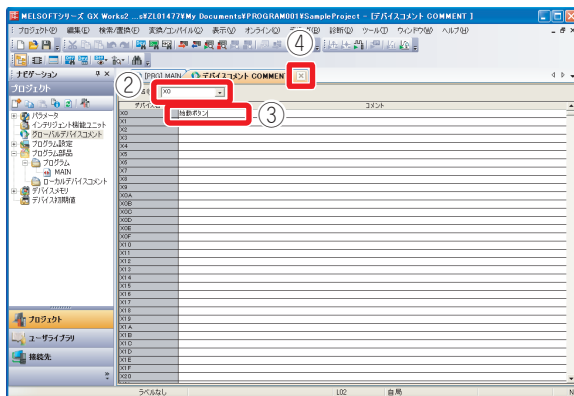 MELSOFTシリーズ GX Works2 ...s¥ZL01477¥My Documents¥PROGRAM001¥SampleProject - [デバイスコメント COMMENT ]
プロジェクト(P) 編集(E) 検索/置換(F) 変換/コンパイル(C) 表示(V) オンライン(O) デバッグ(B) 診断(D) ツール(T) ウィンドウ(W) ヘルプ(H)
④
ナビゲーション
[PRG] MAIN
デバイスコメント COMMENT
プロジェクト
②
X0
③
デバイス名
コメント
X0 始動ボタン
X1
X2
X3
X4
X5
X6
X7
X8
X9
X0A
X0B
X0C
X0D
X0E
X0F
X10
X11
X12
X13
X14
X15
X16
X17
X18
X19
X1A
X1B
X1C
X1D
X1E
X1F
X20
パラメータ
インテリジェント機能ユニット
グローバルデバイスコメント
プログラム設定
プログラム部品
プログラム
MAIN
ローカルデバイスコメント
デバイスメモリ
デバイス初期値
プロジェクト
ユーザライブラリ
接続先
ラベルなし
L02
自局
N